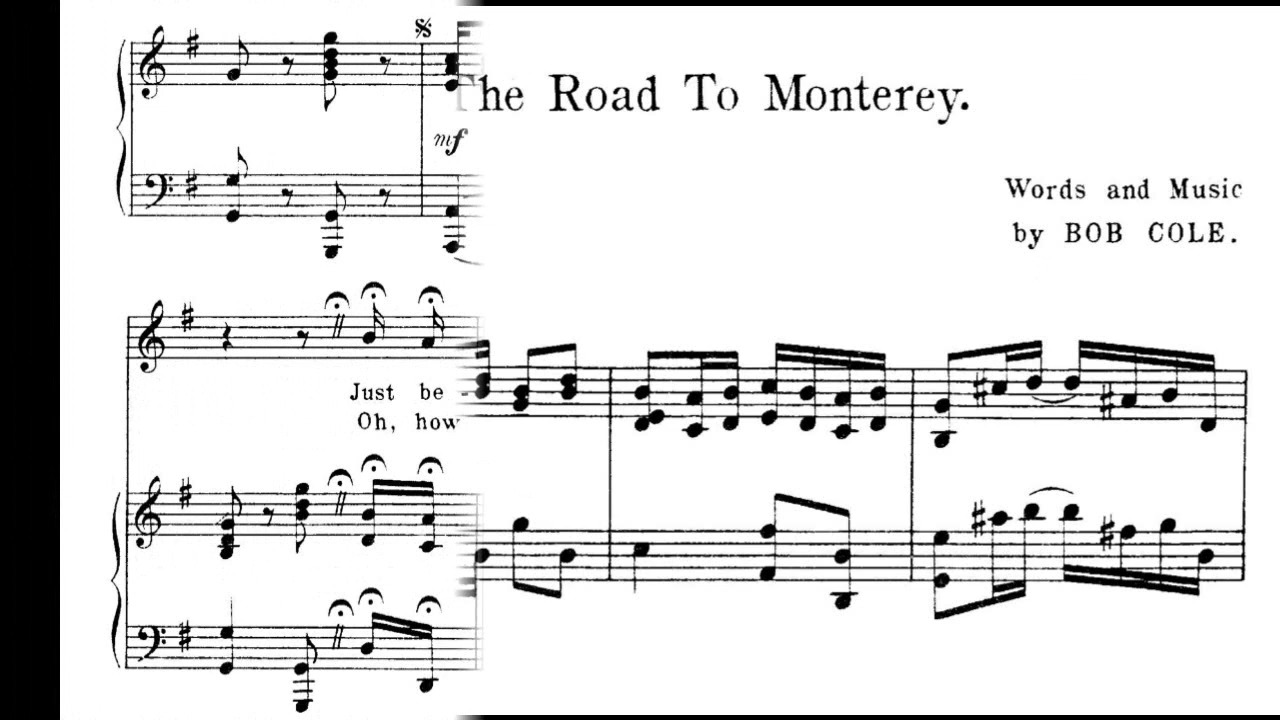 The Road To Monterey.
Words and Music
by BOB COLE.
mf
Just be -
Oh, how